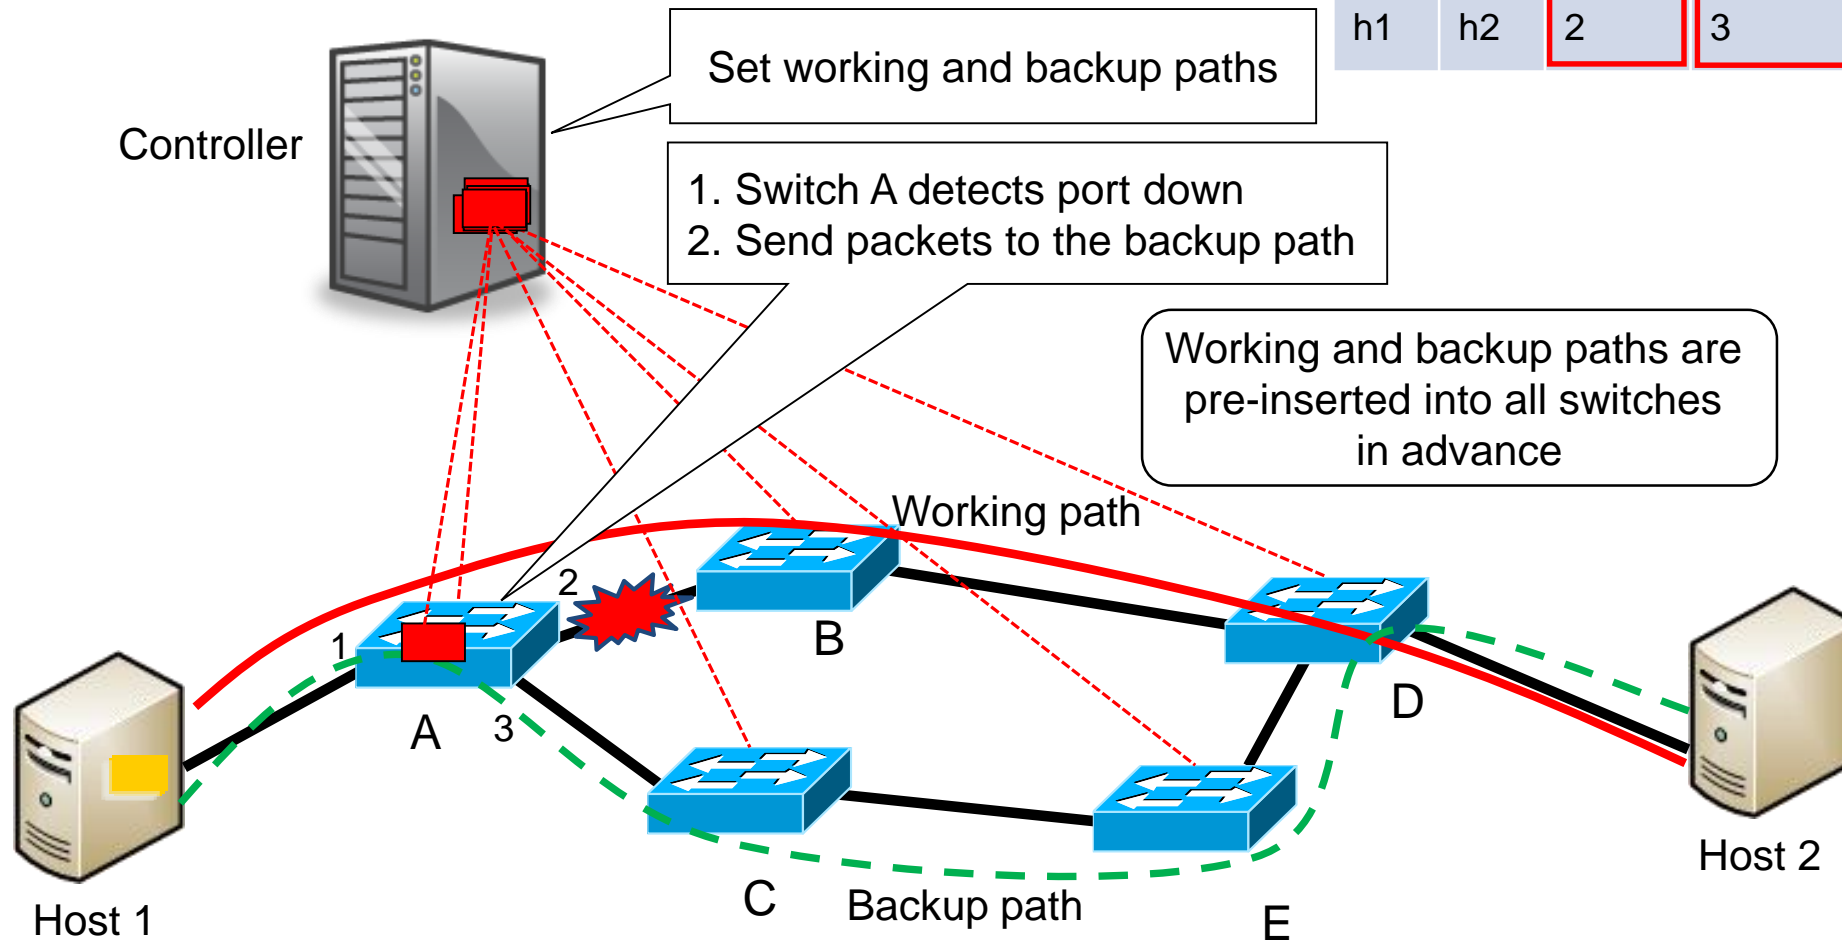 h1 h2 2 3
Set working and backup paths
Controller
1. Switch A detects port down
2. Send packets to the backup path
Working and backup paths are
pre-inserted into all switches
in advance
Working path
2
1
B
A
3
D
C
Backup path
E
Host 2
Host 1